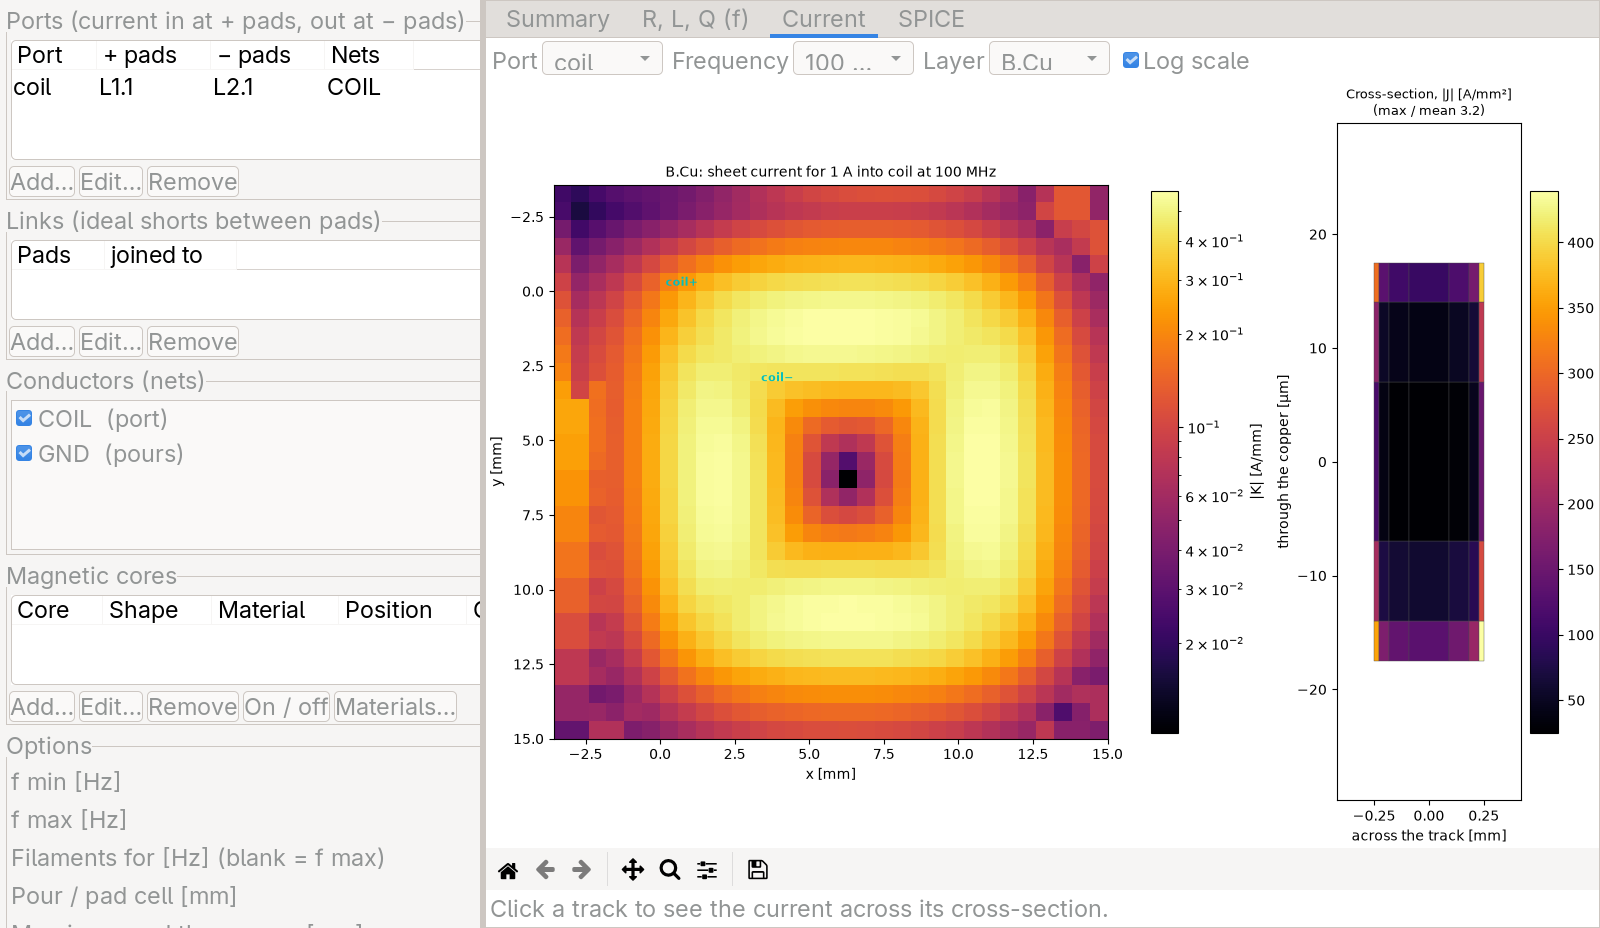 Ports (current in at + pads, out at − pads)
Port + pads − pads Nets
coil L1.1 L2.1 COIL
Add... Edit... Remove
Links (ideal shorts between pads)
Pads joined to
Add... Edit... Remove
Conductors (nets)
COIL (port)
GND (pours)
Magnetic cores
Core Shape Material Position
Add... Edit... Remove On / off Materials...
Options
f min [Hz]
f max [Hz]
Filaments for [Hz] (blank = f max)
Pour / pad cell [mm]
Summary R, L, Q (f) Current SPICE
Port coil Frequency 100 ... Layer B.Cu Log scale
B.Cu: sheet current for 1 A into coil at 100 MHz
−2.5
0.0
2.5
5.0
7.5
10.0
12.5
15.0
y [mm]
coil+
coil−
−2.5 0.0 2.5 5.0 7.5 10.0 12.5 15.0
x [mm]
4 × 10⁻¹
3 × 10⁻¹
2 × 10⁻¹
10⁻¹
6 × 10⁻²
4 × 10⁻²
3 × 10⁻²
2 × 10⁻²
|K| [A/mm]
Cross-section, |J| [A/mm²]
(max / mean 3.2)
20
10
0
−10
−20
through the copper [µm]
−0.25 0.00 0.25
across the track [mm]
400
350
300
250
200
150
100
50
Click a track to see the current across its cross-section.